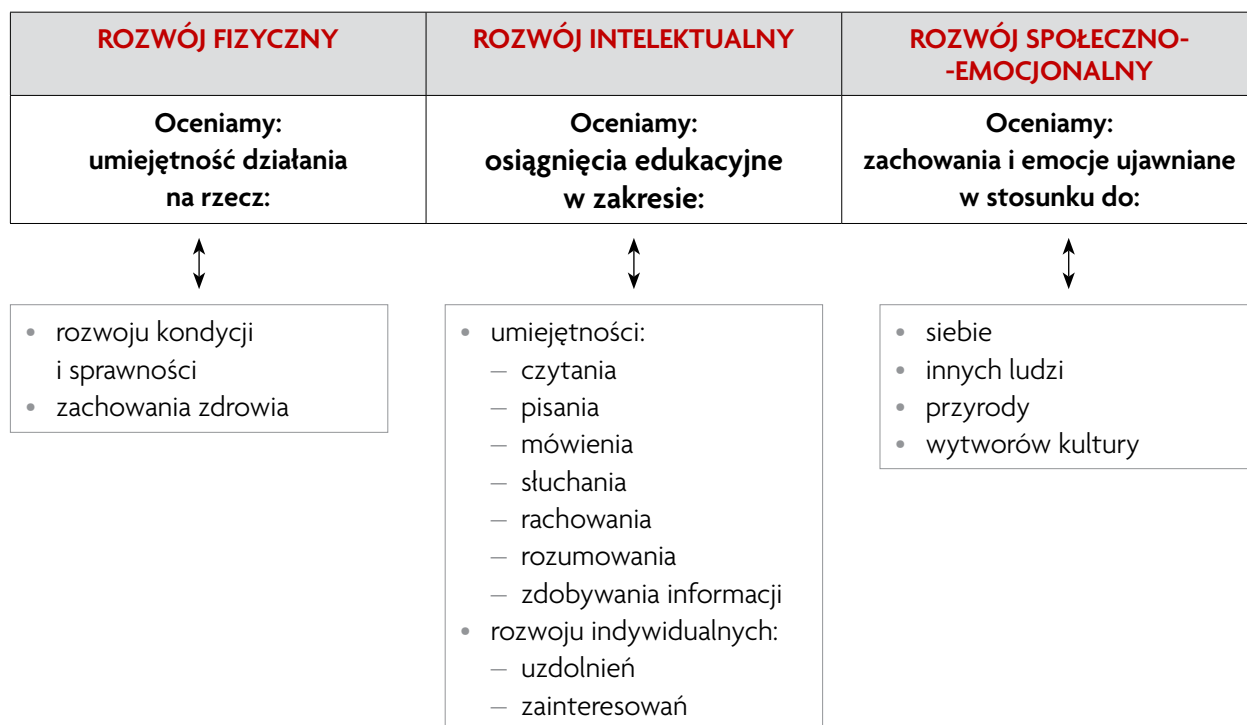 ROZWÓJ FIZYCZNY
ROZWÓJ INTELEKTUALNY
ROZWÓJ SPOŁECZNO-
-EMOCJONALNY
Oceniamy:
umiejętność działania
na rzecz:
Oceniamy:
osiągnięcia edukacyjne
w zakresie:
Oceniamy:
zachowania i emocje ujawniane
w stosunku do:
• rozwoju kondycji
i sprawności
• zachowania zdrowia
• umiejętności:
– czytania
– pisania
– mówienia
– słuchania
– rachowania
– rozumowania
– zdobywania informacji
• rozwoju indywidualnych:
– uzdolnień
– zainteresowań
• siebie
• innych ludzi
• przyrody
• wytworów kultury